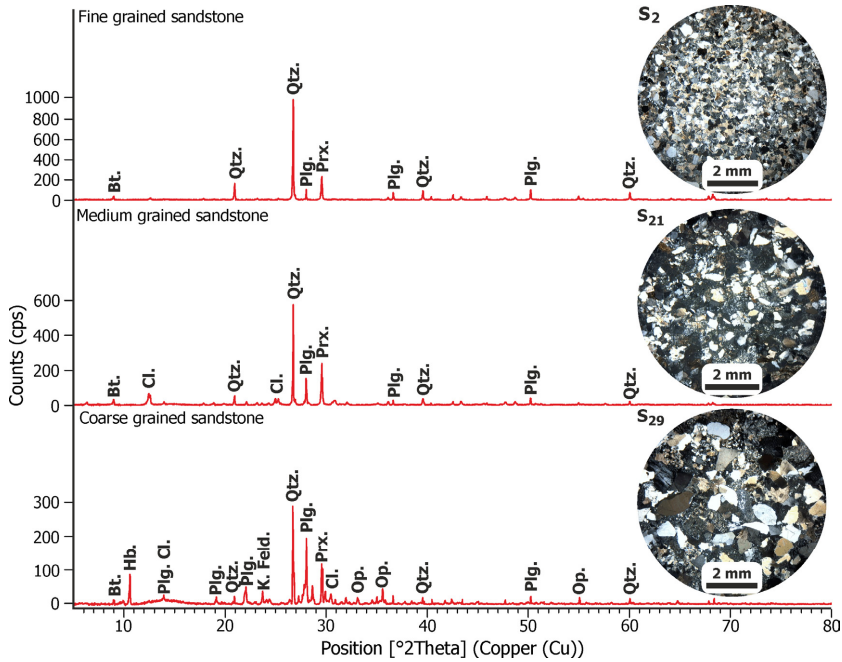 Fine grained sandstone
S2
1000
800
600
400
200
0
Bt.
Qtz.
Qtz.
Plg.
Prx.
Plg.
Qtz.
Plg.
Qtz.
2 mm
Medium grained sandstone
S21
600
400
200
0
Bt.
Cl.
Qtz.
Cl.
Qtz.
Plg.
Prx.
Plg.
Qtz.
Plg.
Qtz.
2 mm
Counts (cps)
Coarse grained sandstone
S29
300
200
100
0
Bt.
Hb.
Plg. Cl.
Plg.
Qtz.
Plg.
K. Feld.
Qtz.
Plg.
Prx.
Cl.
Op.
Op.
Qtz.
Plg.
Op.
Qtz.
2 mm
10 20 30 40 50 60 70 80
Position [°2Theta] (Copper (Cu))